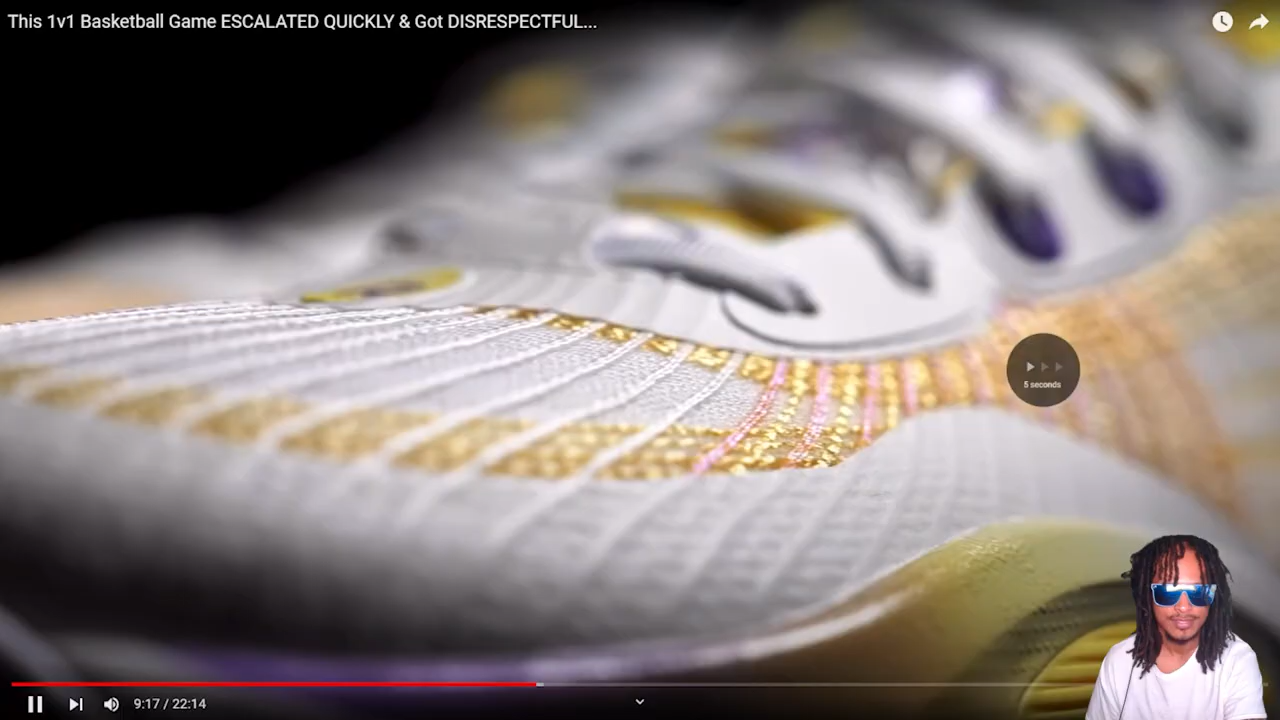 This 1v1 Basketball Game ESCALATED QUICKLY & Got DISRESPECTFUL...
5 seconds
9:17 / 22:14